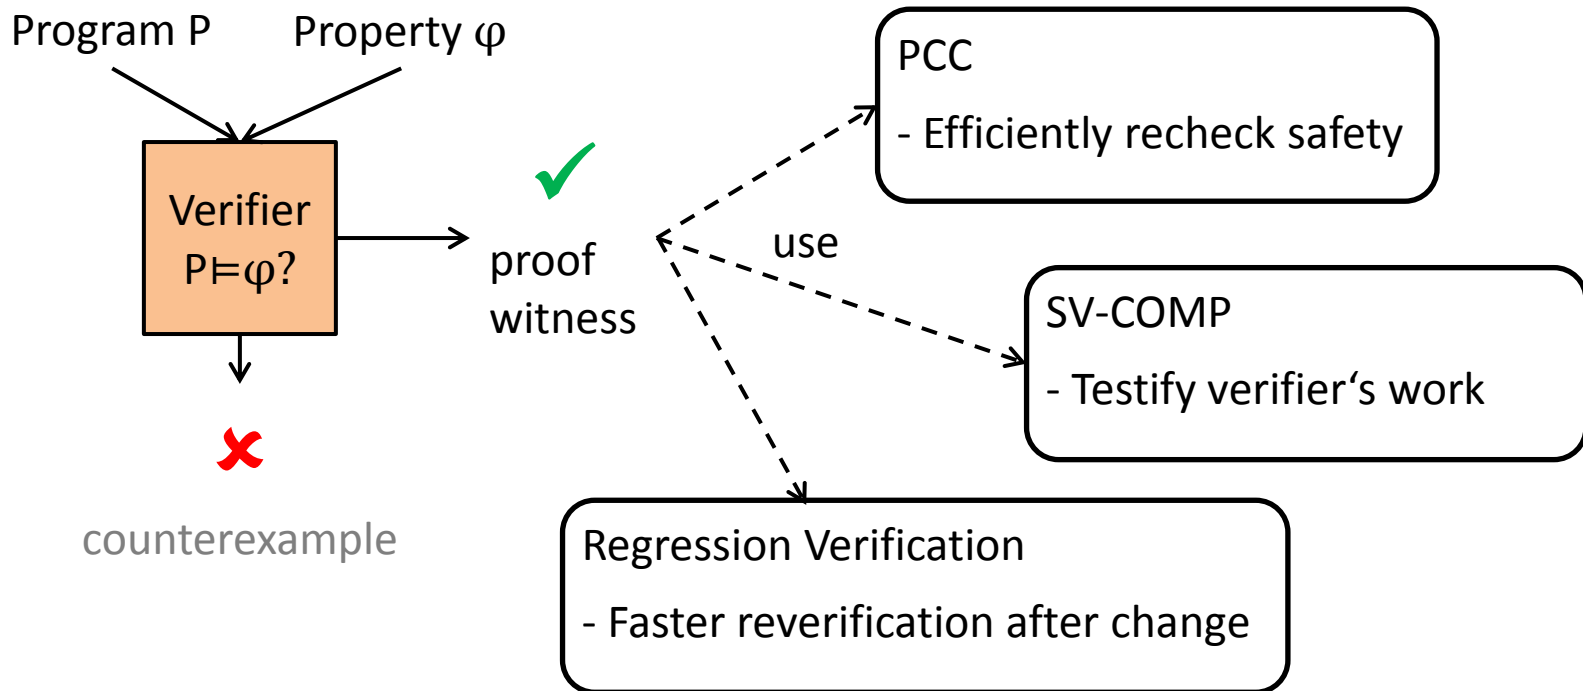 Program P
Property φ
Verifier
P⊨φ?
proof
witness
counterexample
use
PCC
- Efficiently recheck safety
SV-COMP
- Testify verifier‘s work
Regression Verification
- Faster reverification after change